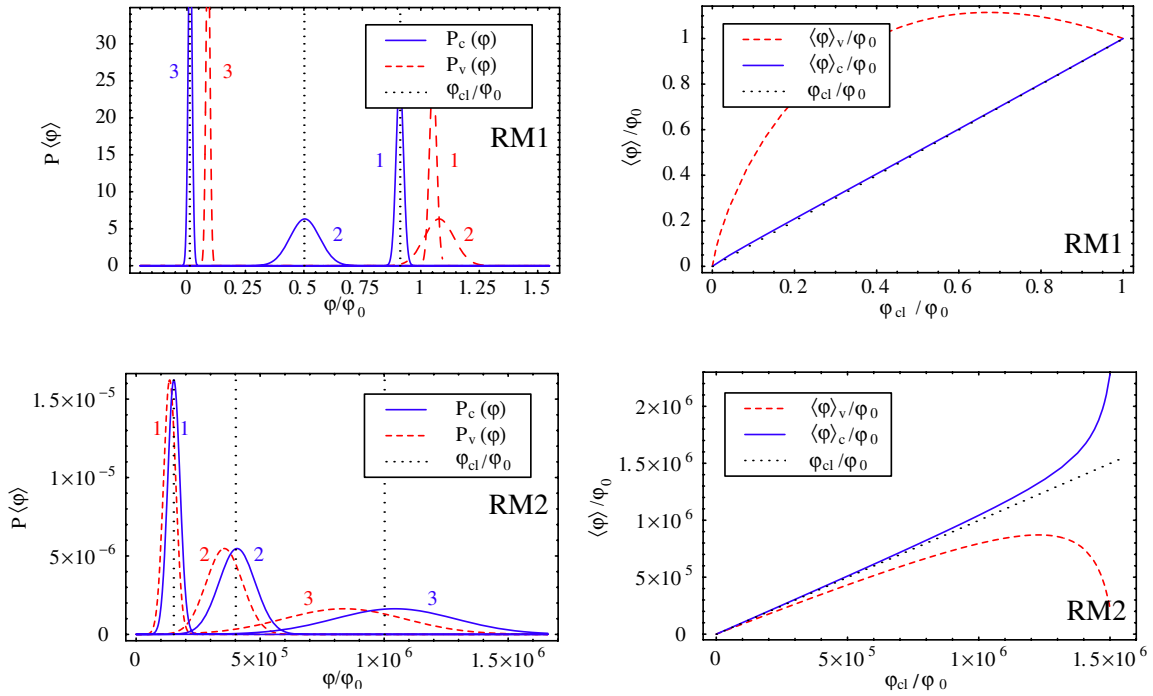 35
30
25
20
15
10
5
0
P⟨φ⟩
3
3
1
1
2
2
P_c(φ)
P_v(φ)
φ_cl/φ_0
RM1
0 0.25 0.5 0.75 1 1.25 1.5
φ/φ_0
1
0.8
0.6
0.4
0.2
0
⟨φ⟩/φ_0
⟨φ⟩_v/φ_0
⟨φ⟩_c/φ_0
φ_cl/φ_0
RM1
0 0.2 0.4 0.6 0.8 1
φ_cl/φ_0
1.5×10^-5
1×10^-5
5×10^-6
0
P⟨φ⟩
1 1
2 2
3 3
P_c(φ)
P_v(φ)
φ_cl/φ_0
RM2
0 5×10^5 1×10^6 1.5×10^6
φ/φ_0
2×10^6
1.5×10^6
1×10^6
5×10^5
0
⟨φ⟩/φ_0
⟨φ⟩_v/φ_0
⟨φ⟩_c/φ_0
φ_cl/φ_0
RM2
0 5×10^5 1×10^6 1.5×10^6
φ_cl/φ_0